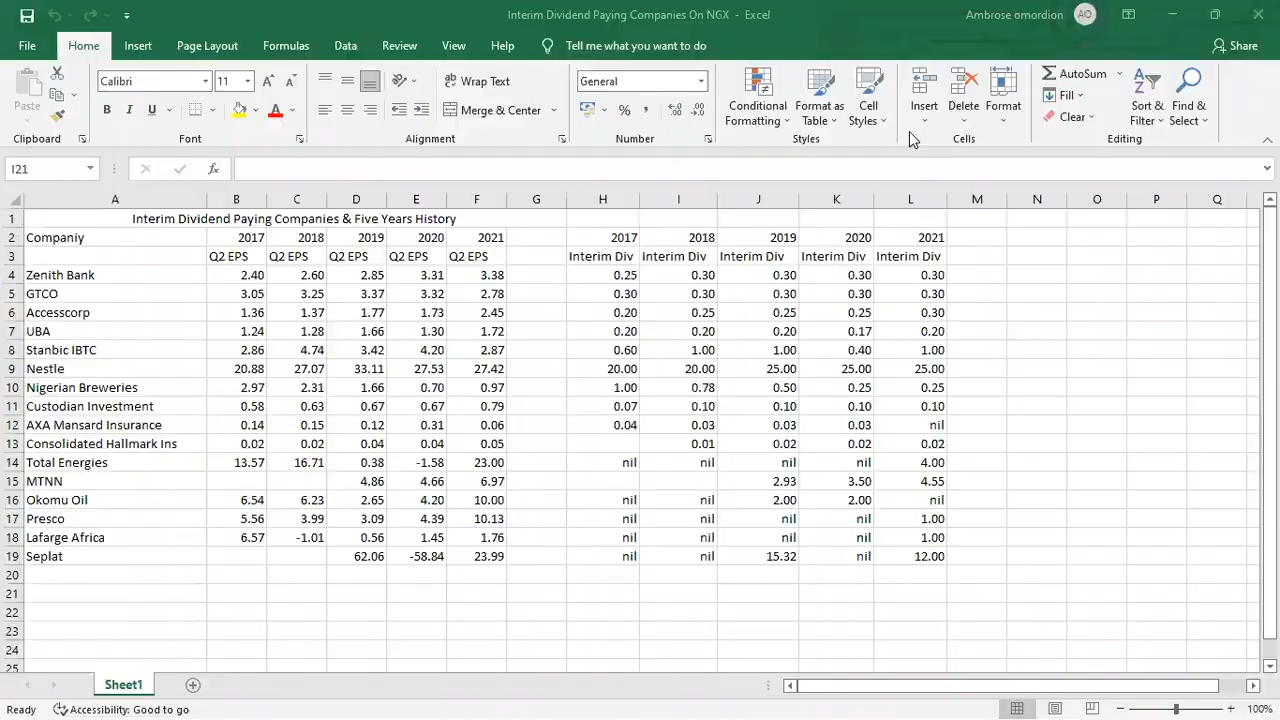 Interim Dividend Paying Companies On NGX - Excel
Ambrose omordion AO
File Home Insert Page Layout Formulas Data Review View Help Tell me what you want to do Share
Paste Calibri 11 Wrap Text General Conditional Formatting Format as Table Cell Styles Insert Delete Format AutoSum Fill Clear Sort & Filter Find & Select
B I U Merge & Center %
Clipboard Font Alignment Number Styles Cells Editing
I21 fx
A B C D E F G H I J K L M N O P Q
1 Interim Dividend Paying Companies & Five Years History
2 Companiy 2017 2018 2019 2020 2021 2017 2018 2019 2020 2021
3 Q2 EPS Q2 EPS Q2 EPS Q2 EPS Q2 EPS Interim Div Interim Div Interim Div Interim Div Interim Div
4 Zenith Bank 2.40 2.60 2.85 3.31 3.38 0.25 0.30 0.30 0.30 0.30
5 GTCO 3.05 3.25 3.37 3.32 2.78 0.30 0.30 0.30 0.30 0.30
6 Accesscorp 1.36 1.37 1.77 1.73 2.45 0.20 0.25 0.25 0.25 0.30
7 UBA 1.24 1.28 1.66 1.30 1.72 0.20 0.20 0.20 0.17 0.20
8 Stanbic IBTC 2.86 4.74 3.42 4.20 2.87 0.60 1.00 1.00 0.40 1.00
9 Nestle 20.88 27.07 33.11 27.53 27.42 20.00 20.00 25.00 25.00 25.00
10 Nigerian Breweries 2.97 2.31 1.66 0.70 0.97 1.00 0.78 0.50 0.25 0.25
11 Custodian Investment 0.58 0.63 0.67 0.67 0.79 0.07 0.10 0.10 0.10 0.10
12 AXA Mansard Insurance 0.14 0.15 0.12 0.31 0.06 0.04 0.03 0.03 0.03 nil
13 Consolidated Hallmark Ins 0.02 0.02 0.04 0.04 0.05 0.01 0.02 0.02 0.02
14 Total Energies 13.57 16.71 0.38 -1.58 23.00 nil nil nil nil 4.00
15 MTNN 4.86 4.66 6.97 2.93 3.50 4.55
16 Okomu Oil 6.54 6.23 2.65 4.20 10.00 nil nil 2.00 2.00 nil
17 Presco 5.56 3.99 3.09 4.39 10.13 nil nil nil nil 1.00
18 Lafarge Africa 6.57 -1.01 0.56 1.45 1.76 nil nil nil nil 1.00
19 Seplat 62.06 -58.84 23.99 nil nil 15.32 nil 12.00
20
21
22
23
24
25
Sheet1
Ready Accessibility: Good to go 100%